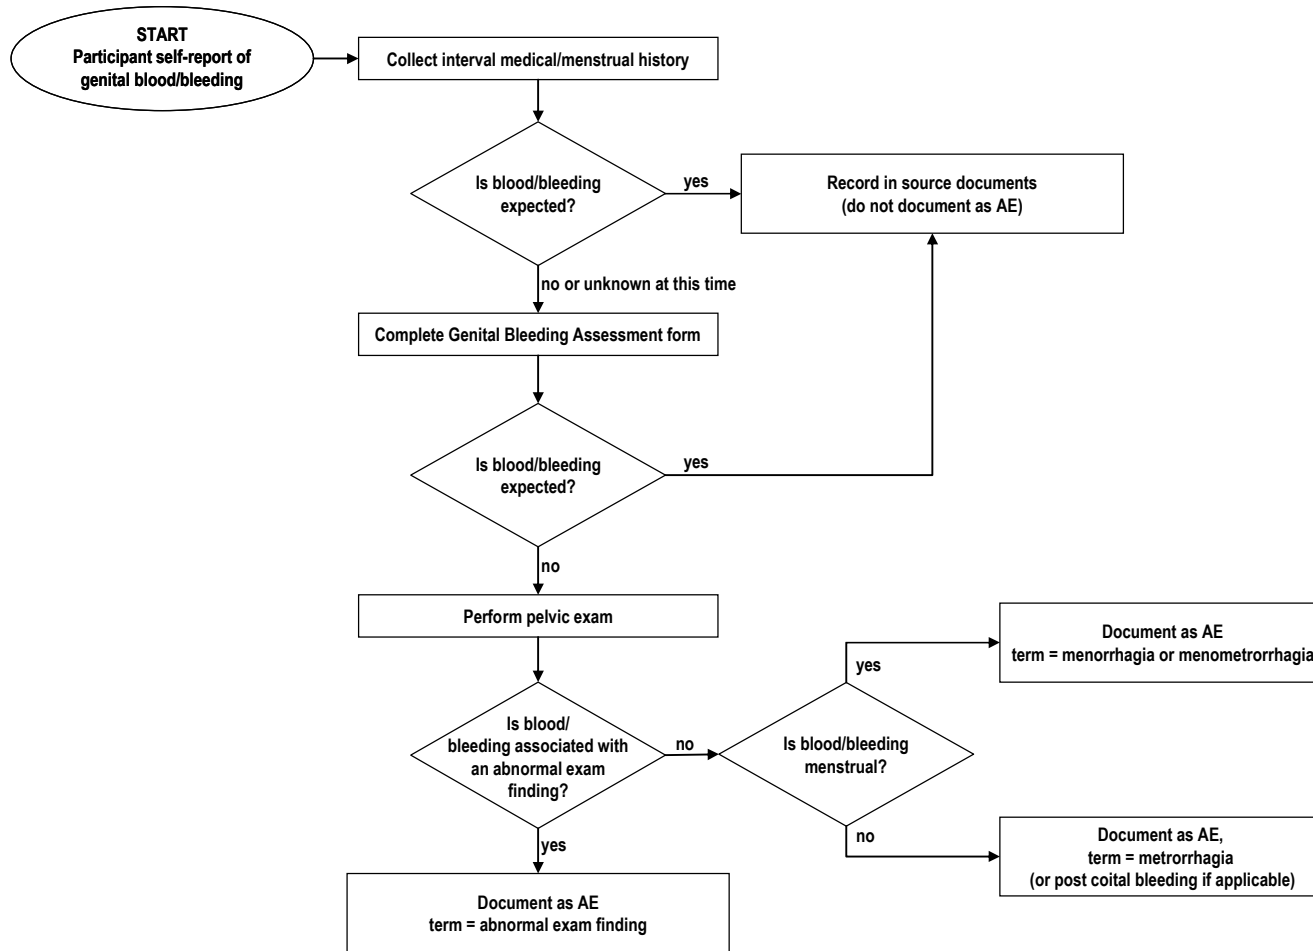 START
Participant self-report of
genital blood/bleeding
Collect interval medical/menstrual history
Is blood/bleeding
expected?
yes
Record in source documents
(do not document as AE)
no or unknown at this time
Complete Genital Bleeding Assessment form
Is blood/bleeding
expected?
yes
no
Perform pelvic exam
Is blood/
bleeding associated with
an abnormal exam
finding?
no
Is blood/bleeding
menstrual?
yes
Document as AE
term = menorrhagia or menometrorrhagia
no
Document as AE,
term = metrorrhagia
(or post coital bleeding if applicable)
yes
Document as AE
term = abnormal exam finding